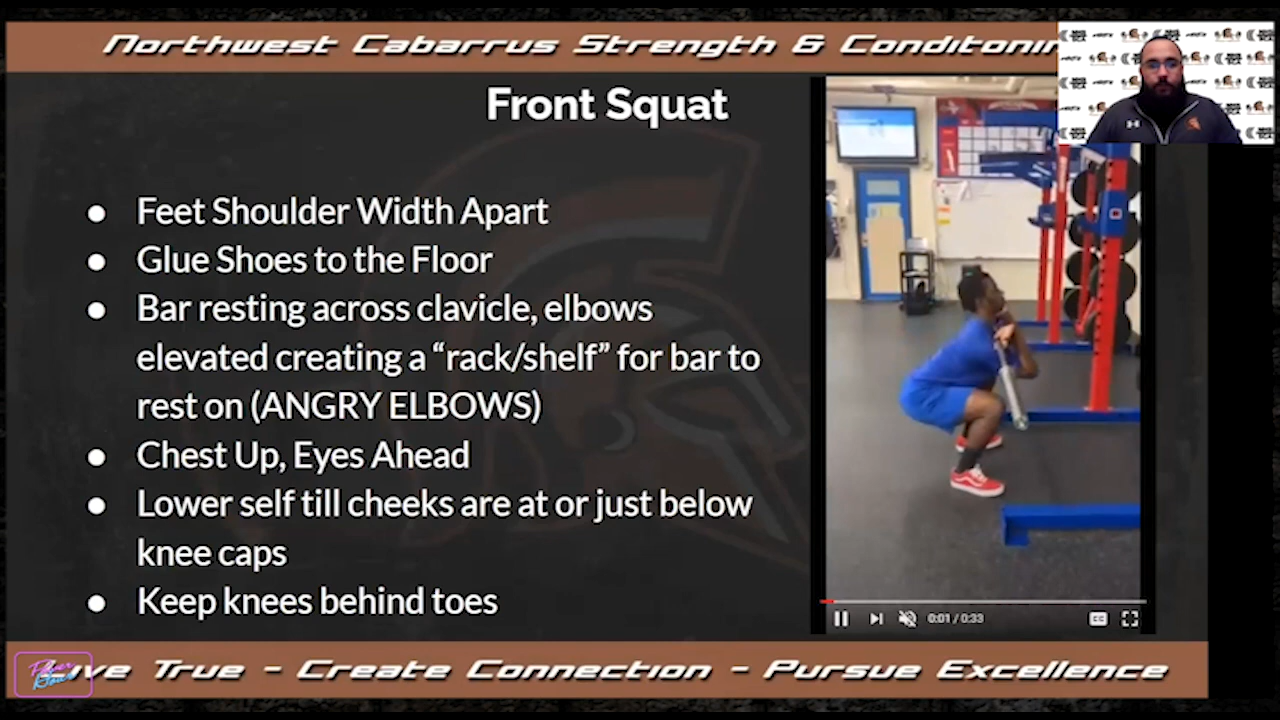 Northwest Cabarrus Strength & Conditonin
Front Squat
● Feet Shoulder Width Apart
● Glue Shoes to the Floor
● Bar resting across clavicle, elbows
elevated creating a “rack/shelf” for bar to
rest on (ANGRY ELBOWS)
● Chest Up, Eyes Ahead
● Lower self till cheeks are at or just below
knee caps
● Keep knees behind toes
0:01 / 0:33
CC
ve True - Create Connection - Pursue Excellence